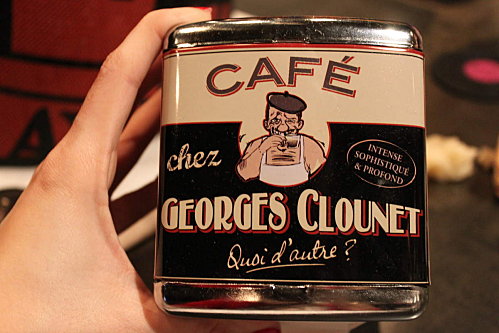 CAFÉ
chez
INTENSE
SOPHISTIQUÉ
& PROFOND
GEORGES CLOUNET
Quoi d'autre ?